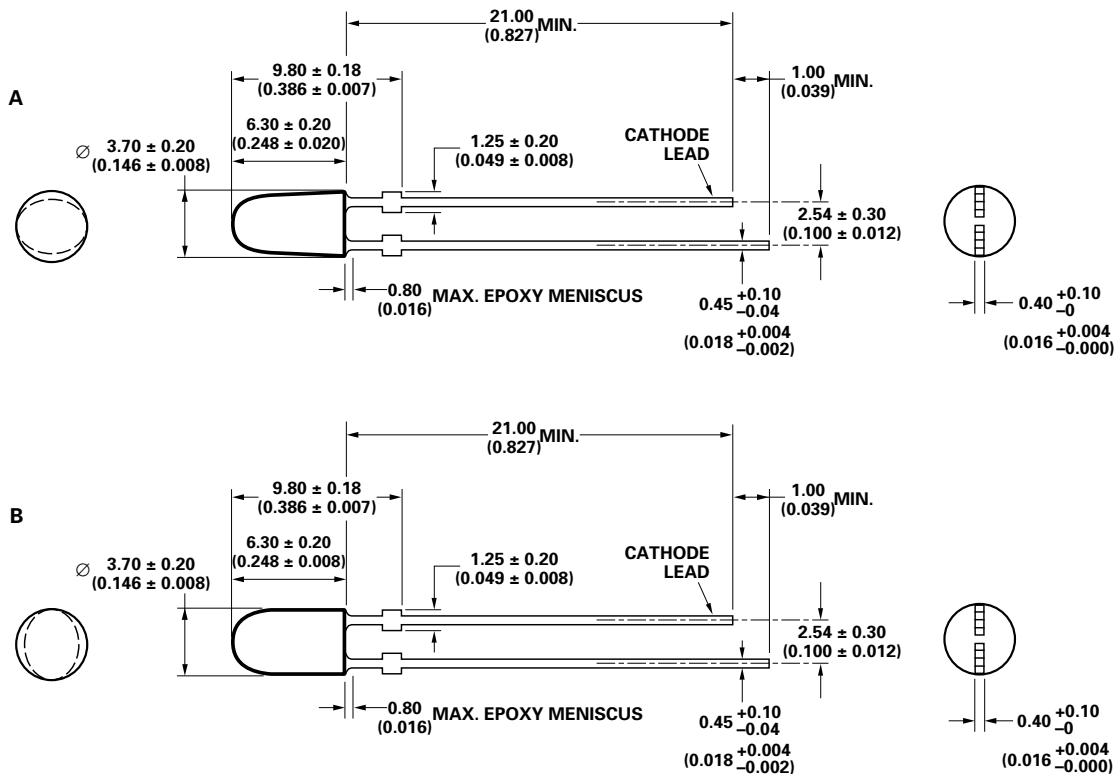 A
21.00
(0.827) MIN.
9.80 ± 0.18
(0.386 ± 0.007)
1.00
(0.039) MIN.
6.30 ± 0.20
(0.248 ± 0.020)
⌀ 3.70 ± 0.20
(0.146 ± 0.008)
1.25 ± 0.20
(0.049 ± 0.008)
CATHODE
LEAD
2.54 ± 0.30
(0.100 ± 0.012)
0.80
(0.016) MAX. EPOXY MENISCUS
0.45 +0.10
–0.04
(0.018 +0.004
–0.002)
0.40 +0.10
–0
(0.016 +0.004
–0.000)
B
21.00
(0.827) MIN.
9.80 ± 0.18
(0.386 ± 0.007)
1.00
(0.039) MIN.
6.30 ± 0.20
(0.248 ± 0.008)
⌀ 3.70 ± 0.20
(0.146 ± 0.008)
1.25 ± 0.20
(0.049 ± 0.008)
CATHODE
LEAD
2.54 ± 0.30
(0.100 ± 0.012)
0.80
(0.016) MAX. EPOXY MENISCUS
0.45 +0.10
–0.04
(0.018 +0.004
–0.002)
0.40 +0.10
–0
(0.016 +0.004
–0.000)